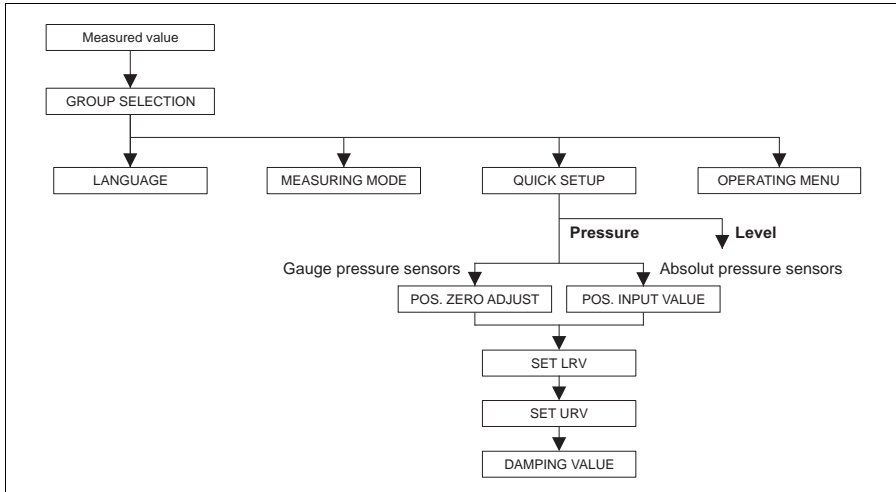 Measured value
GROUP SELECTION
LANGUAGE
MEASURING MODE
QUICK SETUP
OPERATING MENU
Pressure
Level
Gauge pressure sensors
Absolut pressure sensors
POS. ZERO ADJUST
POS. INPUT VALUE
SET LRV
SET URV
DAMPING VALUE